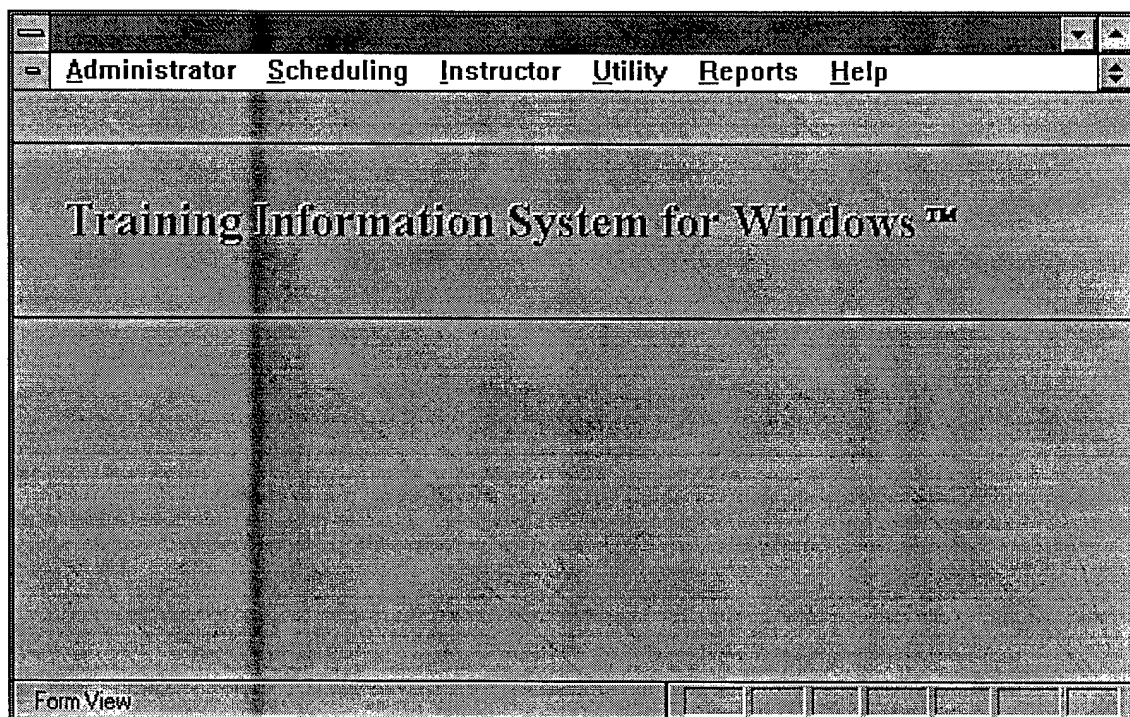 Administrator Scheduling Instructor Utility Reports Help
Training Information System for Windows ™
Form View